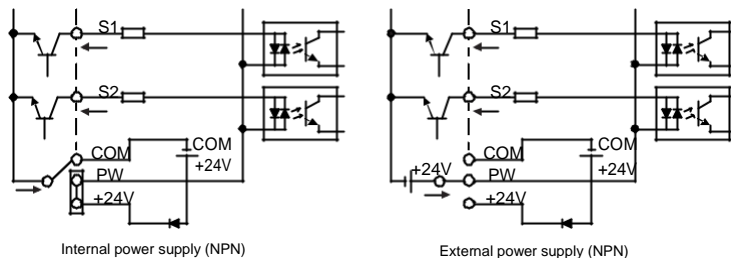 S1
S2
COM
COM
+24V
PW
+24V
Internal power supply (NPN)
S1
S2
COM
COM
+24V
+24V
PW
+24V
External power supply (NPN)